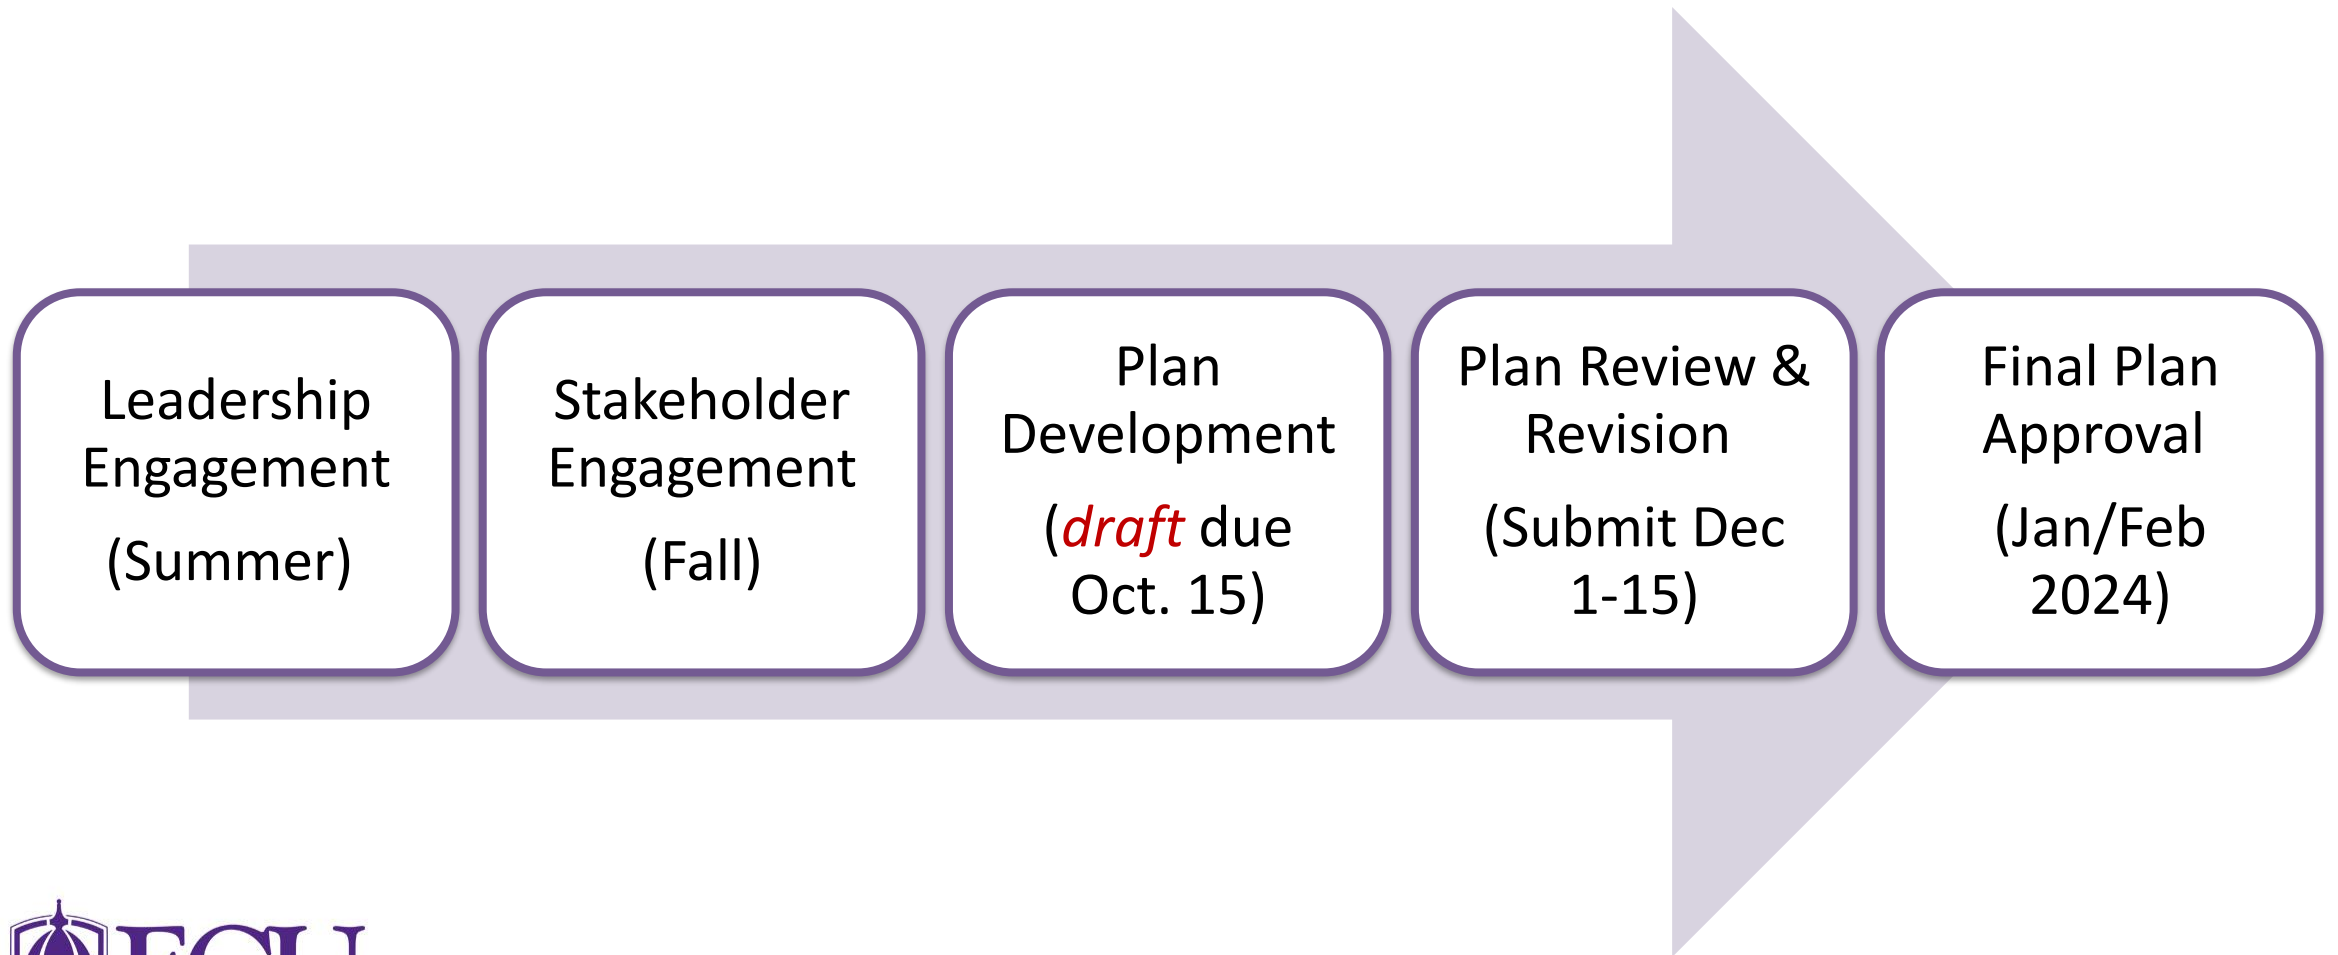 Leadership
Engagement
(Summer)
Stakeholder
Engagement
(Fall)
Plan
Development
(draft due
Oct. 15)
Plan Review &
Revision
(Submit Dec
1-15)
Final Plan
Approval
(Jan/Feb
2024)
ECU